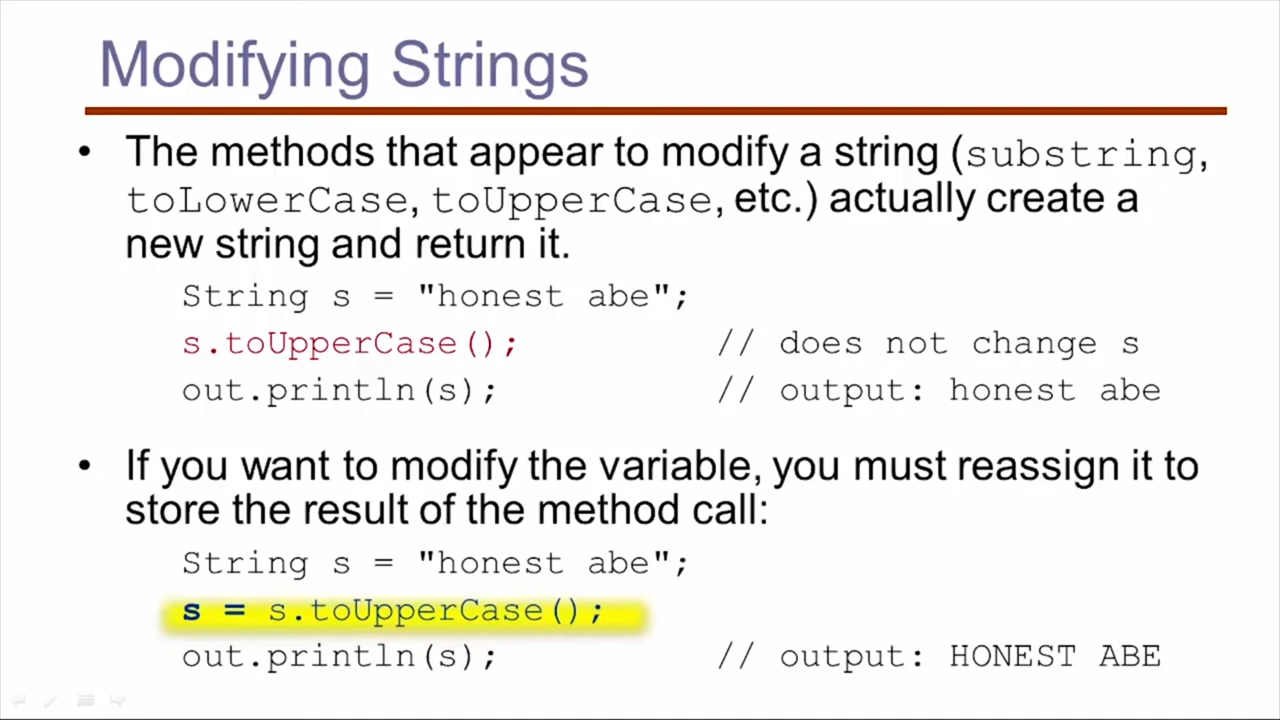 Modifying Strings
• The methods that appear to modify a string (substring,
toLowerCase, toUpperCase, etc.) actually create a
new string and return it.
String s = "honest abe";
s.toUpperCase(); // does not change s
out.println(s); // output: honest abe
• If you want to modify the variable, you must reassign it to
store the result of the method call:
String s = "honest abe";
s = s.toUpperCase();
out.println(s); // output: HONEST ABE